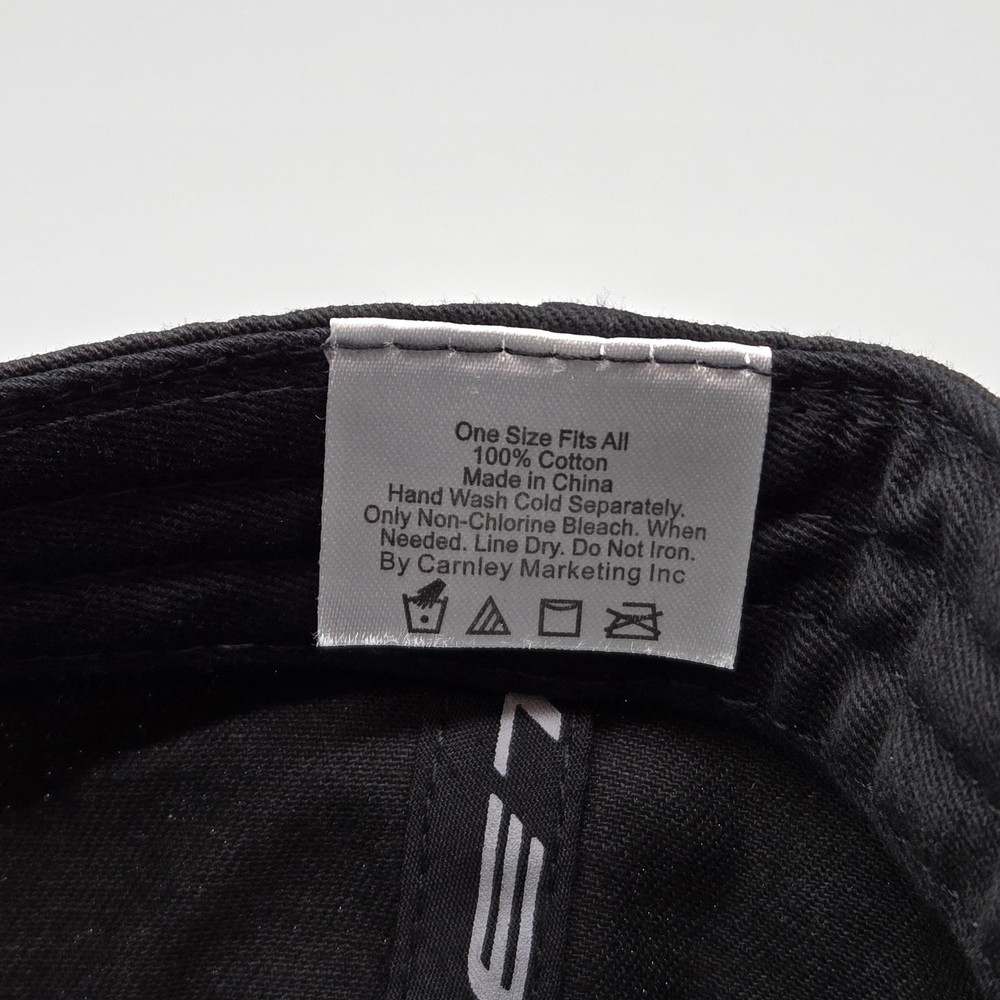 One Size Fits All
100% Cotton
Made in China
Hand Wash Cold Separately.
Only Non-Chlorine Bleach. When
Needed. Line Dry. Do Not Iron.
By Carnley Marketing Inc